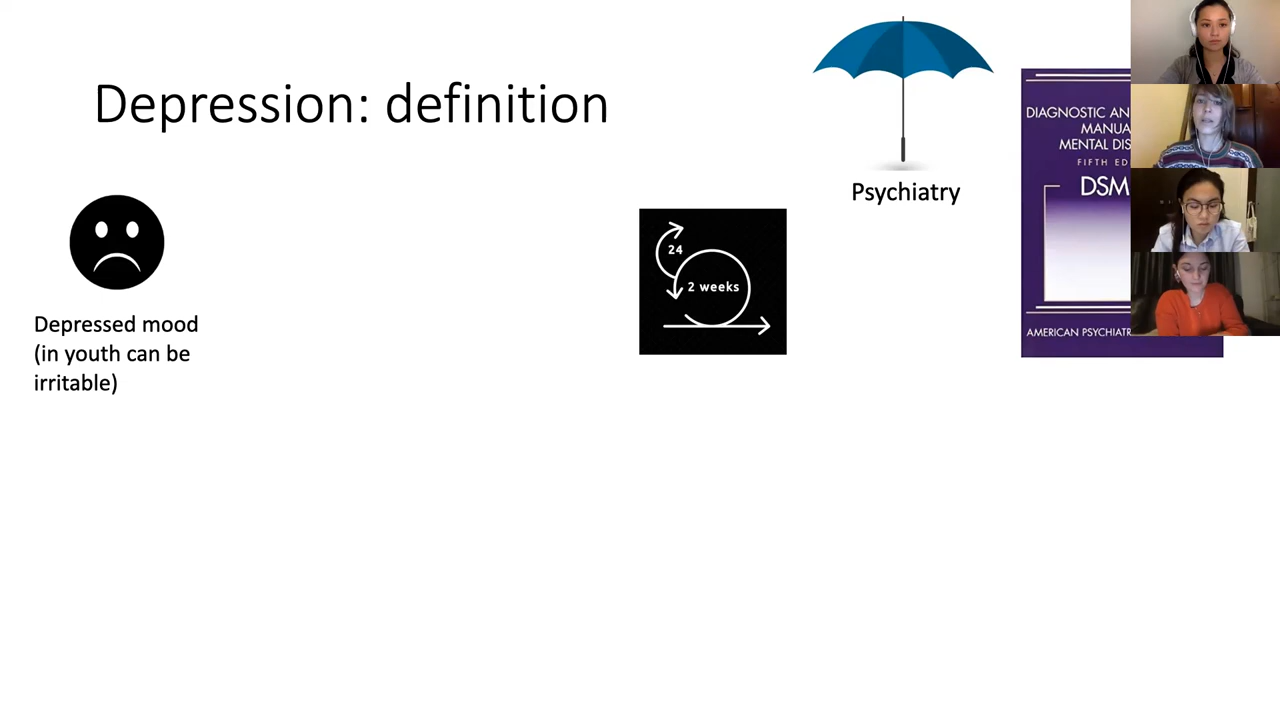 Depression: definition
Psychiatry
DIAGNOSTIC AN
MANUA
MENTAL DIS
FIFTH ED
DSM
AMERICAN PSYCHIATR
24
2 weeks
Depressed mood
(in youth can be
irritable)